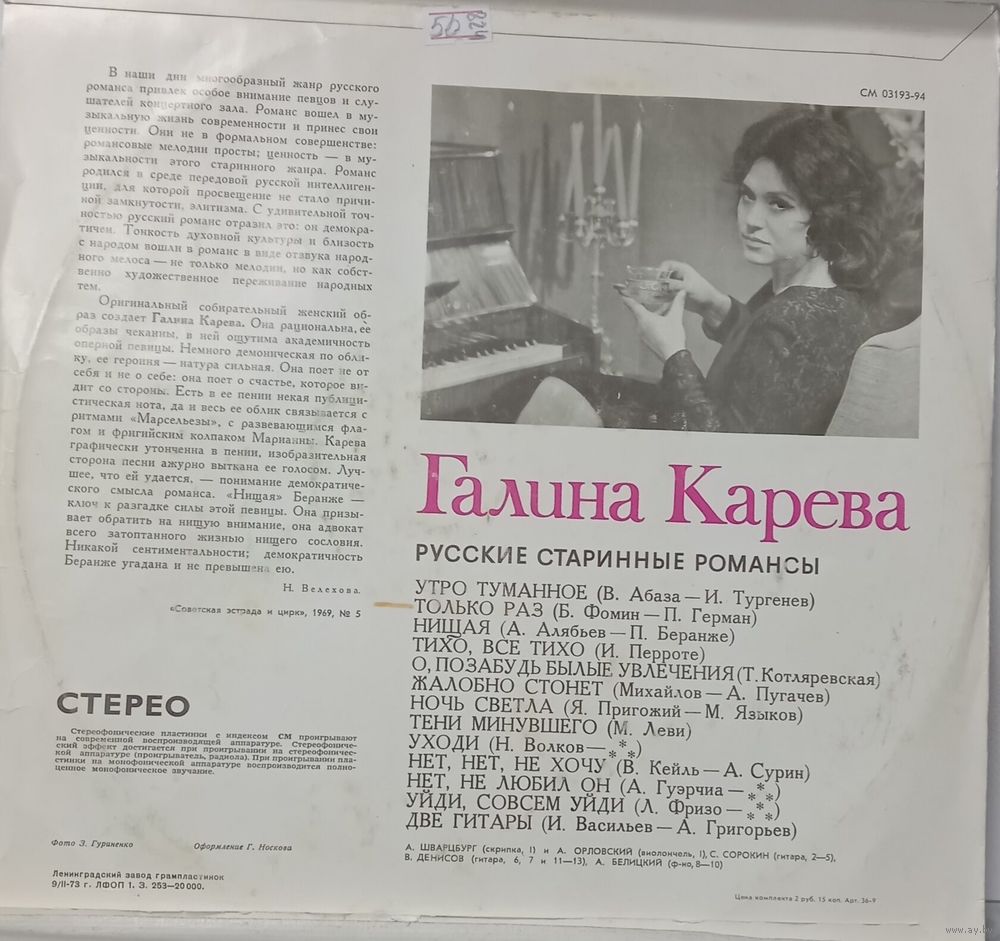 В наши дни многообразный жанр русского
романса привлек особое внимание певцов и слу-
шателей концертного зала. Романс вошел в му-
зыкальную жизнь современности и принес свои
ценности. Они не в формальном совершенстве:
романсовые мелодии просты; ценность — в му-
зыкальности этого старинного жанра. Романс
родился в среде передовой русской интеллиген-
ции, для которой просвещение не стало причи-
ной замкнутости, элитизма. С удивительной точ-
ностью русский романс отразил это: он демокра-
тичен. Тонкость духовной культуры и близость
с народом вошли в романс в виде отзвука народ-
ного мелоса — не только мелодии, но как собст-
венно художественное переживание народных
тем.
Оригинальный собирательный женский об-
раз создает Галина Карева. Она рациональна, ее
образы чеканны, в ней ощутима академичность
оперной певицы. Немного демоническая по обли-
ку, ее героиня — натура сильная. Она поет не от
себя и не о себе: она поет о счастье, которое ви-
дит со стороны. Есть в ее пении некая публици-
стическая нота, да и весь ее облик связывается с
ритмами «Марсельезы», с развевающимся фла-
гом и фригийским колпаком Марианны. Карева
графически утонченна в пении, изобразительная
сторона песни ажурно выткана ее голосом. Луч-
шее, что ей удается, — понимание демократиче-
ского смысла романса. «Нищая» Беранже —
ключ к разгадке силы этой певицы. Она призы-
вает обратить на нищую внимание, она адвокат
всего затоптанного жизнью нищего сословия.
Никакой сентиментальности; демократичность
Беранже угадана и не превышена ею.
Н. Велехова.
«Советская эстрада и цирк», 1969, № 5
СТЕРЕО
Стереофонические пластинки с индексом СМ проигрывают
на современной воспроизводящей аппаратуре. Стереофониче-
ский эффект достигается при проигрывании на стереофониче-
ской аппаратуре (проигрыватель, радиола). При проигрывании пла-
стинки на монофонической аппаратуре воспроизводится полно-
ценное монофоническое звучание.
Фото З. Гуриненко Оформление Г. Носкова
Ленинградский завод грампластинок
9/II-73 г. ЛФОП 1. З. 253—20 000.
СМ 03193-94
Галина Карева
РУССКИЕ СТАРИННЫЕ РОМАНСЫ
УТРО ТУМАННОЕ (В. Абаза — И. Тургенев)
ТОЛЬКО РАЗ (Б. Фомин — П. Герман)
НИЩАЯ (А. Алябьев — П. Беранже)
ТИХО, ВСЕ ТИХО (И. Перроте)
О, ПОЗАБУДЬ БЫЛЫЕ УВЛЕЧЕНИЯ (Т. Котляревская)
ЖАЛОБНО СТОНЕТ (Михайлов — А. Пугачев)
НОЧЬ СВЕТЛА (Я. Пригожий — М. Языков)
ТЕНИ МИНУВШЕГО (М. Леви)
УХОДИ (Н. Волков — ***)
НЕТ, НЕТ, НЕ ХОЧУ (В. Кейль — А. Сурин)
НЕТ, НЕ ЛЮБИЛ ОН (А. Гуэрчиа — ***)
УЙДИ, СОВСЕМ УЙДИ (Л. Фризо — ***)
ДВЕ ГИТАРЫ (И. Васильев — А. Григорьев)
А. ШВАРЦБУРГ (скрипка, I) и А. ОРЛОВСКИЙ (виолончель, I), С. СОРОКИН (гитара, 2—5),
В. ДЕНИСОВ (гитара, 6, 7 и 11—13), А. БЕЛИЦКИЙ (ф-но, 8—10)
Цена комплекта 2 руб. 15 коп. Арт. 36-9
www.ay.by